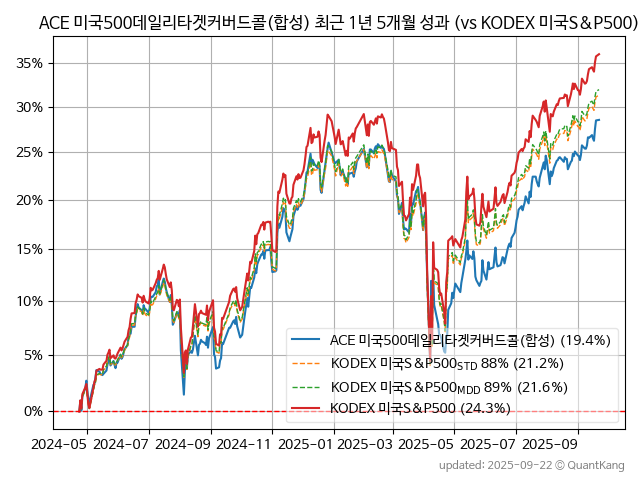 ACE 미국500데일리타겟커버드콜(합성) 최근 1년 5개월 성과 (vs KODEX 미국S&P500)
35%
30%
25%
20%
15%
10%
5%
0%
ACE 미국500데일리타겟커버드콜(합성) (19.4%)
KODEX 미국S&P500STD 88% (21.2%)
KODEX 미국S&P500MDD 89% (21.6%)
KODEX 미국S&P500 (24.3%)
2024-05 2024-07 2024-09 2024-11 2025-01 2025-03 2025-05 2025-07 2025-09
updated: 2025-09-22 © QuantKang